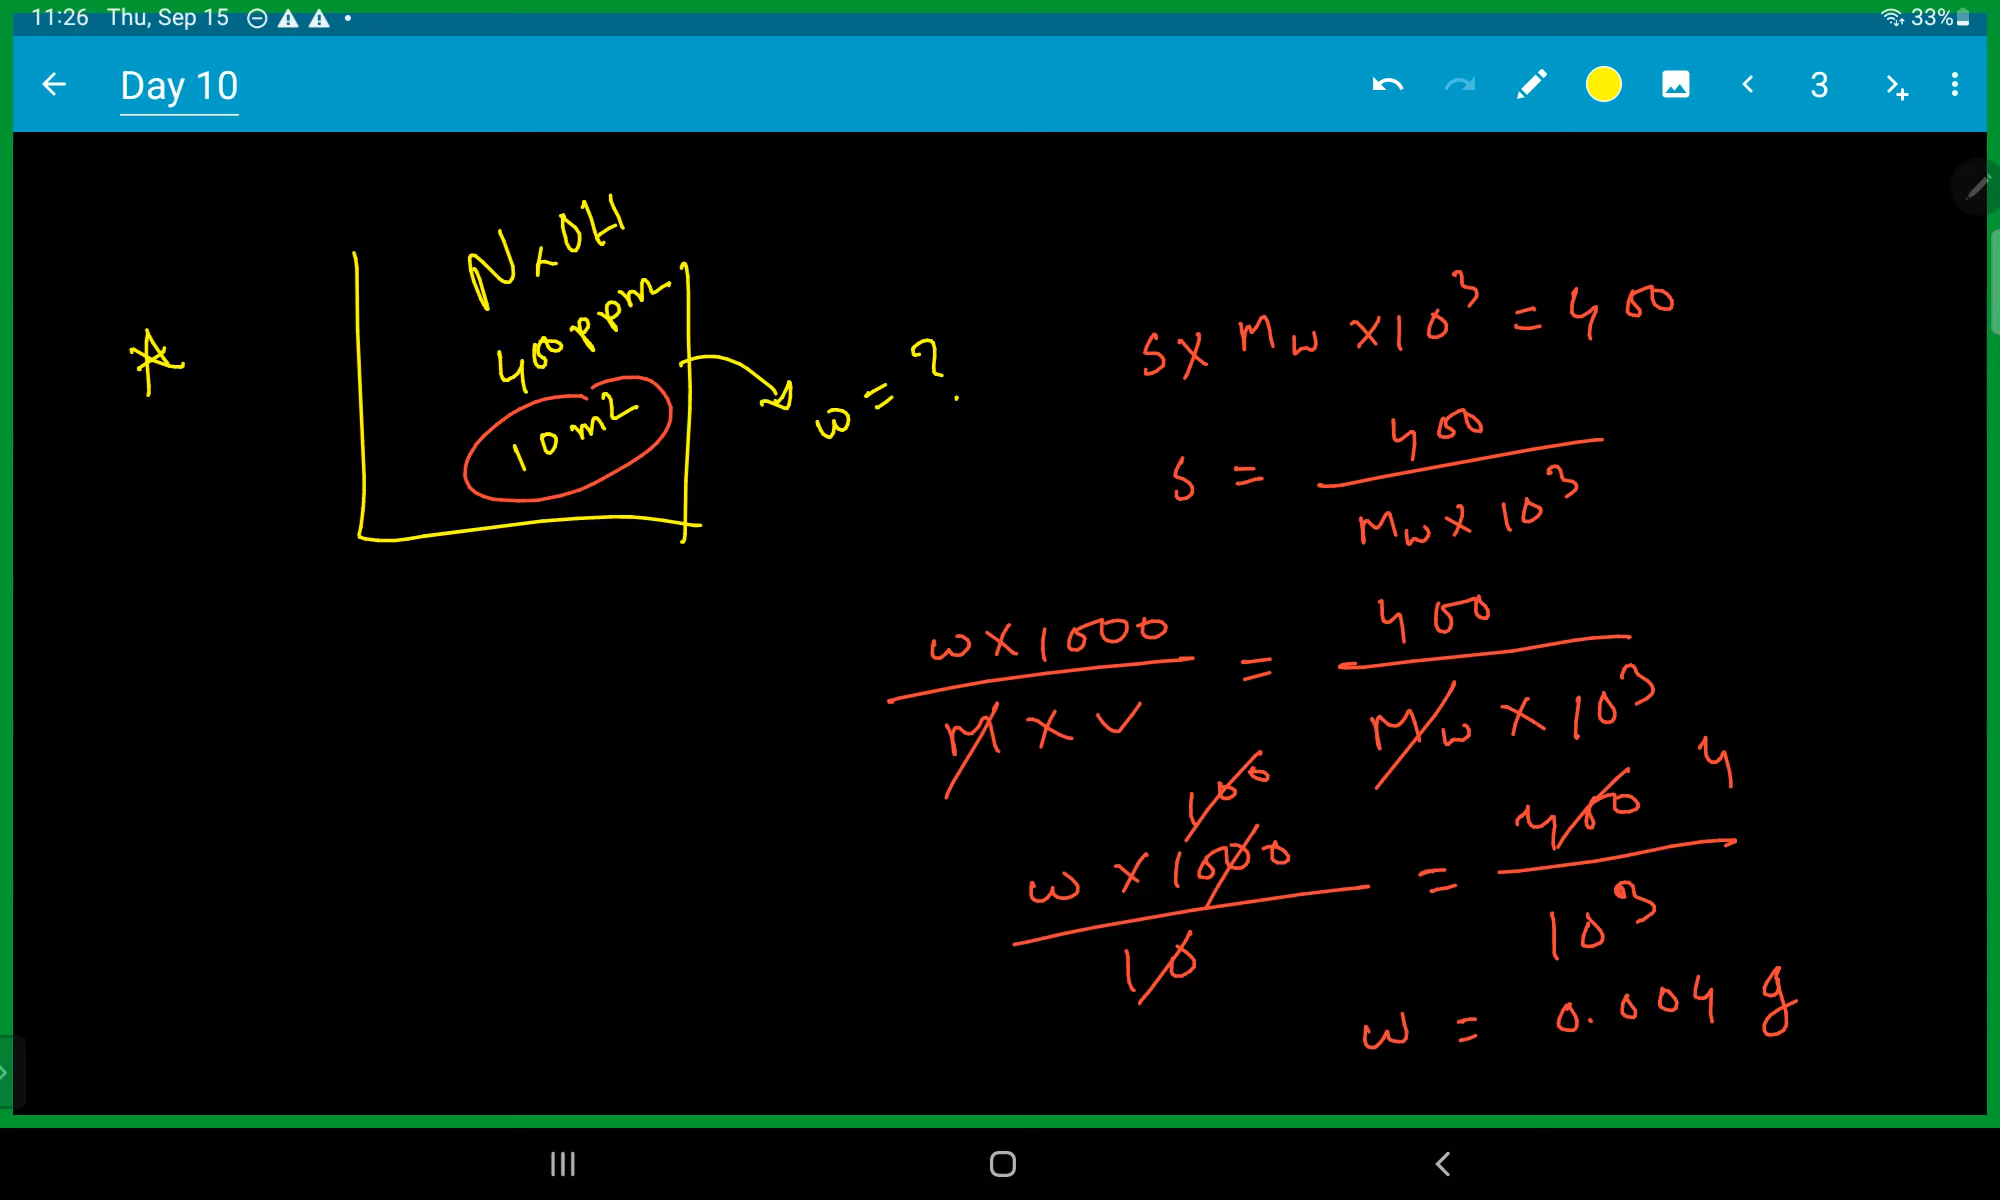 11:26 Thu, Sep 15
33%
Day 10
3
NaOH
400 ppm
10 m2
w = ?
S x Mw x 10³ = 400
S = 400 / Mw x 10³
w x 1000 / M x V = 400 / Mw x 10³
100 4
w x 1000 / 10 = 400 / 10³
w = 0.004 g